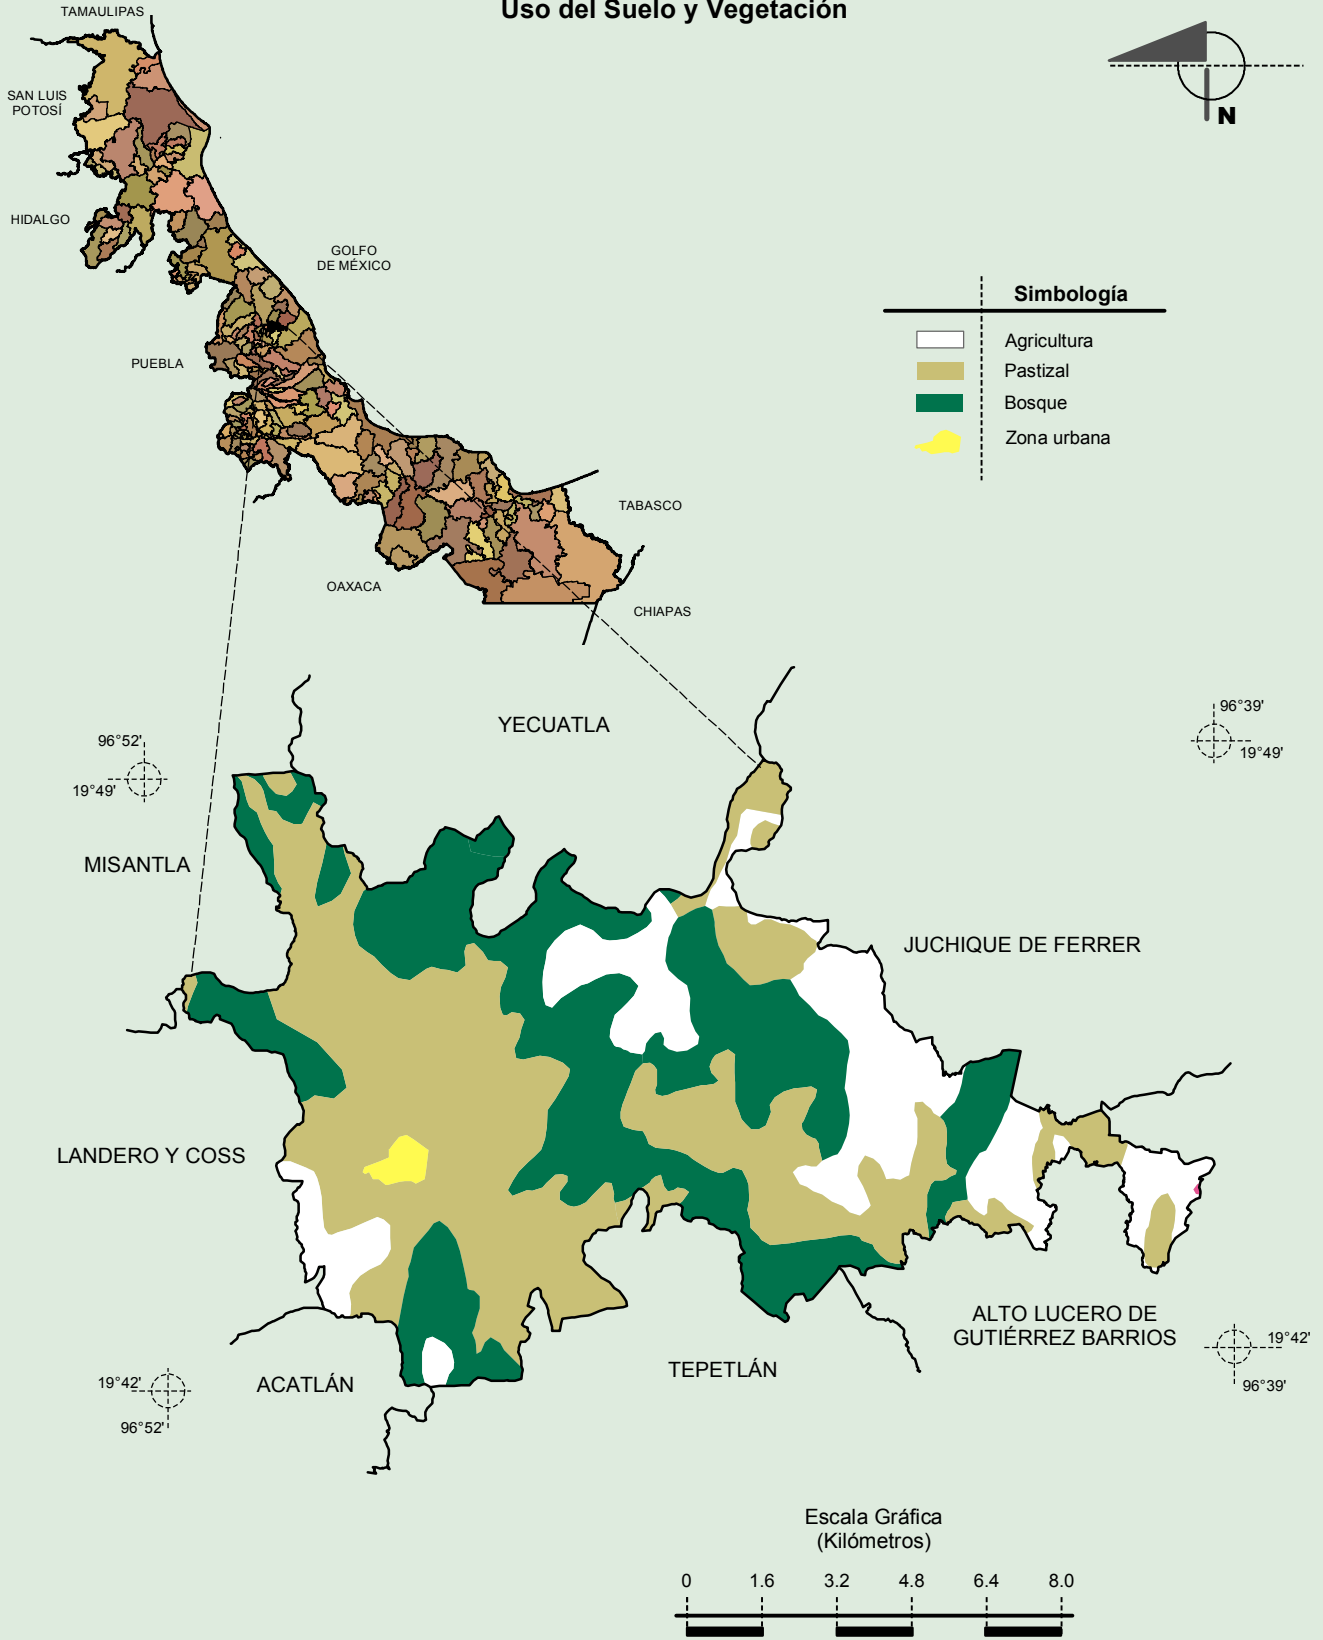 Uso del Suelo y Vegetación
TAMAULIPAS
SAN LUIS
POTOSÍ
N
HIDALGO
GOLFO
DE MÉXICO
Simbología
Agricultura
Pastizal
Bosque
Zona urbana
PUEBLA
TABASCO
OAXACA
CHIAPAS
YECUATLA
96°39'
19°49'
96°52'
19°49'
MISANTLA
JUCHIQUE DE FERRER
LANDERO Y COSS
ALTO LUCERO DE
GUTIÉRREZ BARRIOS
19°42'
96°39'
TEPETLÁN
ACATLÁN
19°42'
96°52'
Escala Gráfica
(Kilómetros)
0 1.6 3.2 4.8 6.4 8.0